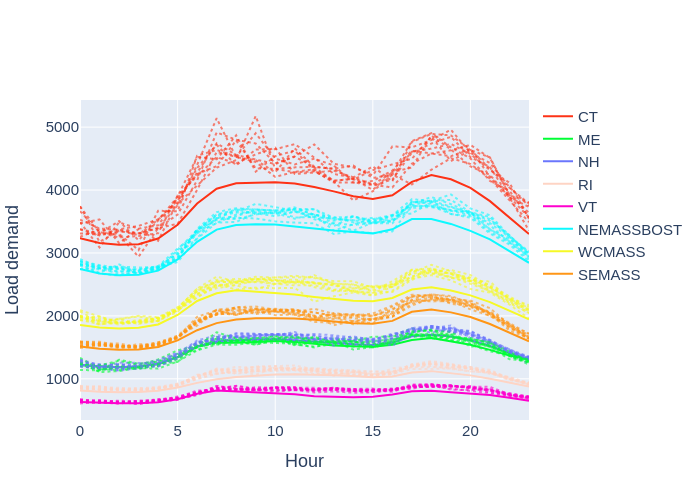 5000
4000
3000
2000
1000
0
5
10
15
20
Hour
Load demand
CT
ME
NH
RI
VT
NEMASSBOST
WCMASS
SEMASS